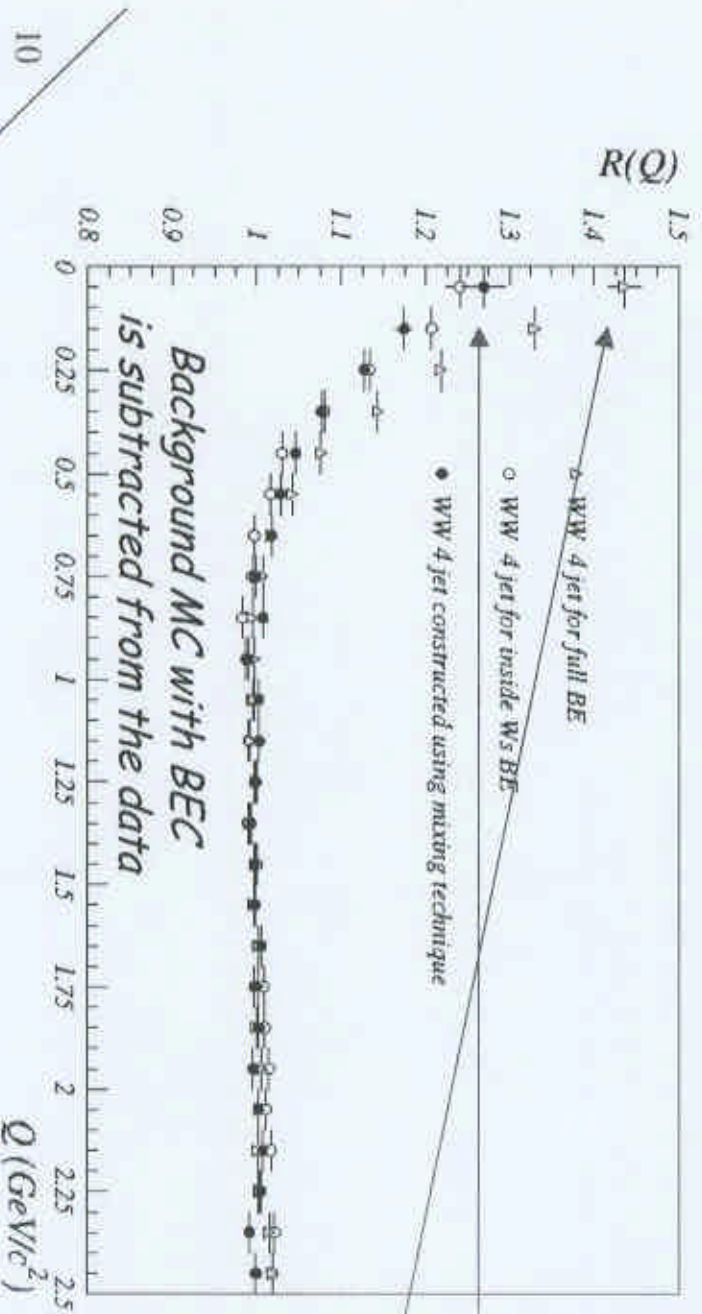 R(Q)
1.5
1.4
1.3
1.2
1.1
1
0.9
0.8
WW 4 jet for full BE
WW 4 jet for inside Ws BE
WW 4 jet constructed using mixing technique
Background MC with BEC
is subtracted from the data
0 0.25 0.5 0.75 1 1.25 1.5 1.75 2 2.25 2.5
Q (GeV/c²)
10